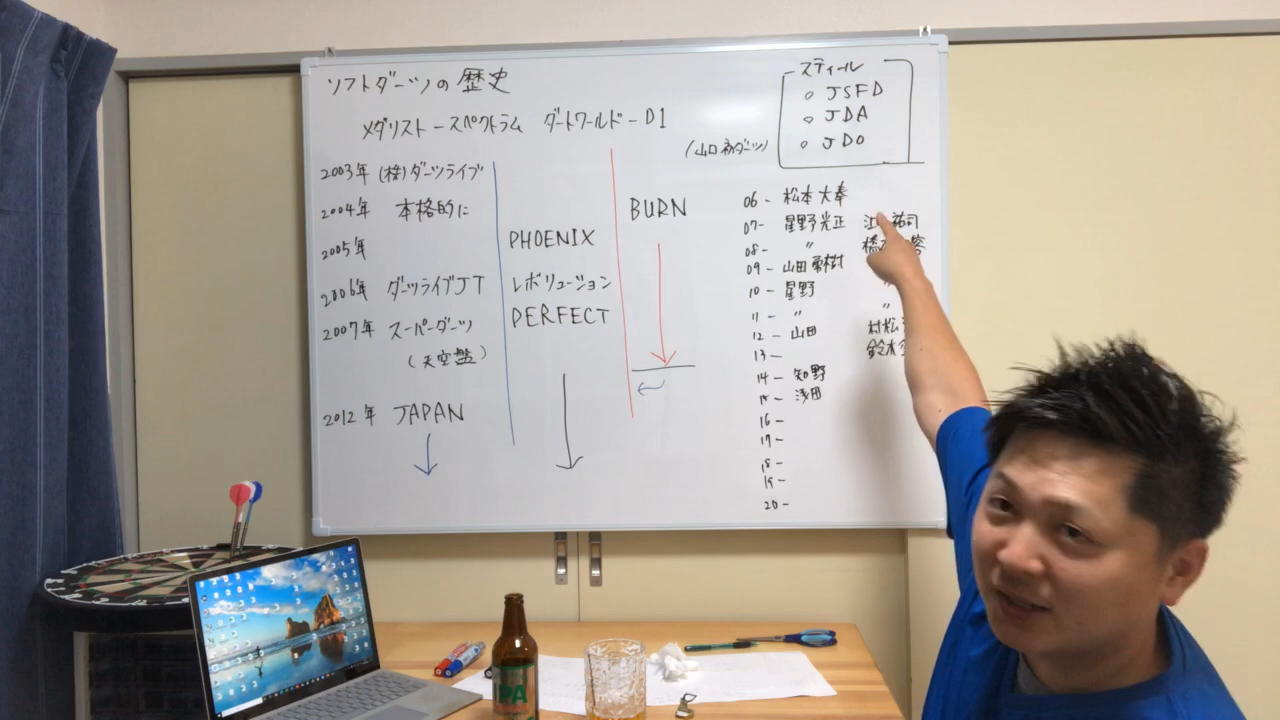 ソフトダーツの歴史
メダリスト－スペクトラム ダートワールド－D1
スティール
○ JSFD
○ JDA
○ JDO
2003年 (株)ダーツライブ
2004年 本格的に
2005年
2006年 ダーツライブJT
2007年 スーパーダーツ
(天空盤)
2012年 JAPAN
PHOENIX
レボリューション
PERFECT
BURN
06- 松本大奉
07- 星野光正
08- 〃
09- 山田勇樹
10- 星野 〃
11- 〃 〃
12- 山田 村松
13- 鈴木
14- 知野
15- 浅田
16-
17-
18-
19-
20-
IPA